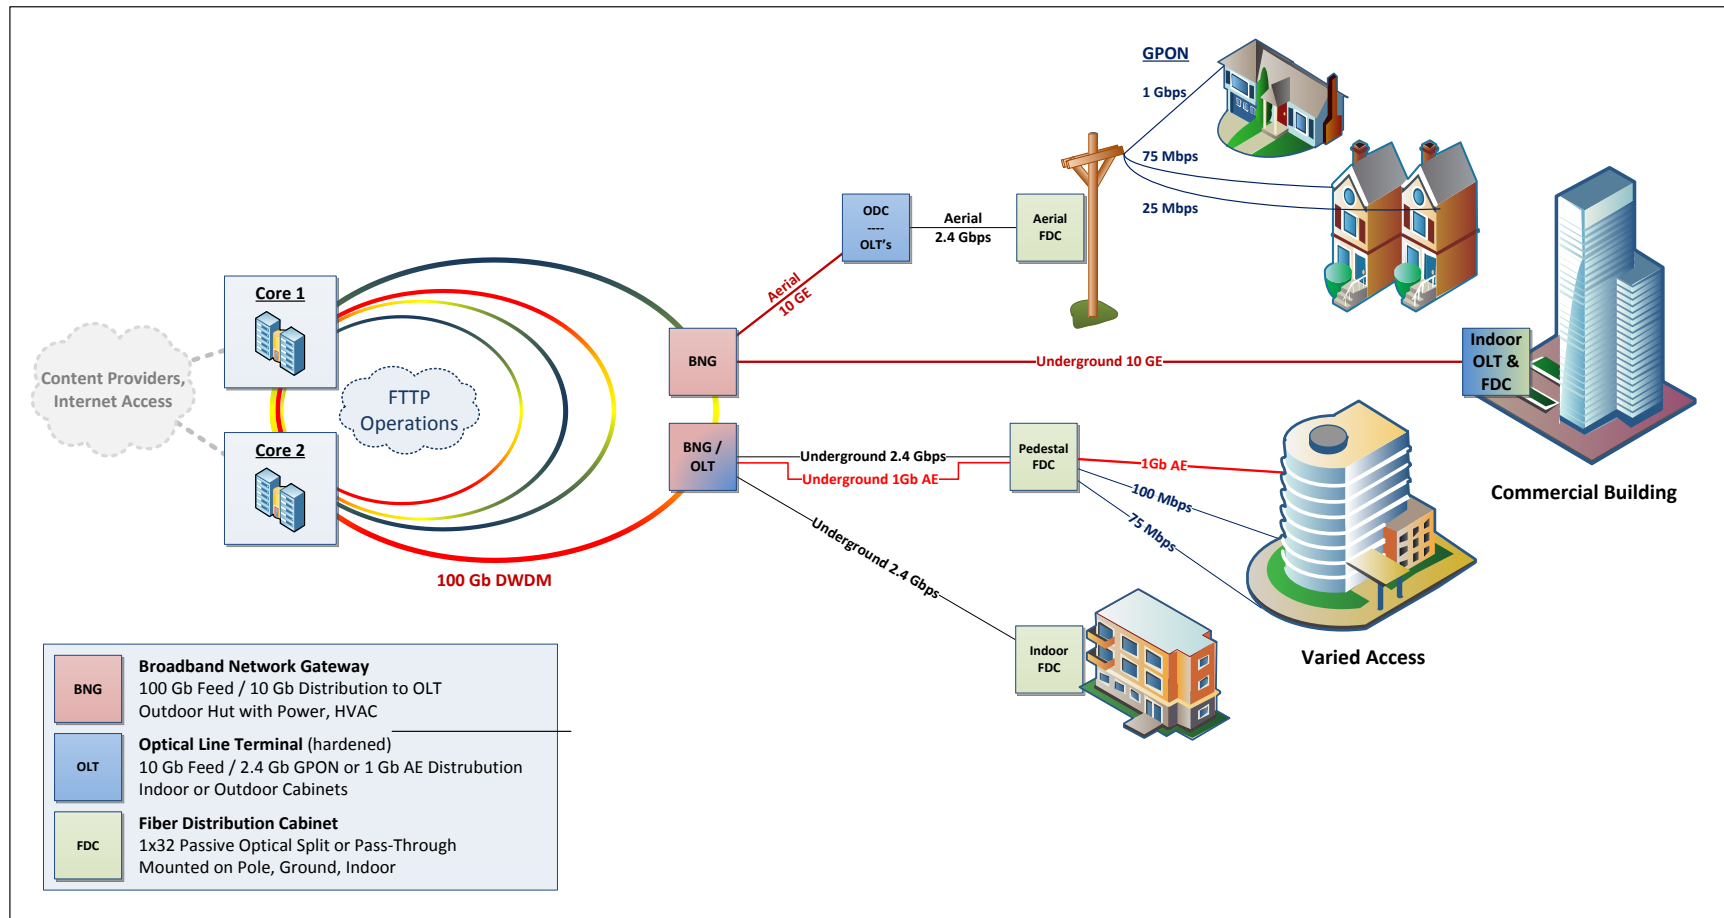 GPON
1 Gbps
75 Mbps
25 Mbps
ODC
----
OLT's
Aerial
2.4 Gbps
Aerial
FDC
Aerial
10 GE
Core 1
Core 2
Content Providers,
Internet Access
FTTP
Operations
100 Gb DWDM
BNG
Underground 10 GE
Indoor
OLT &
FDC
Commercial Building
BNG /
OLT
Underground 2.4 Gbps
Underground 1Gb AE
Pedestal
FDC
1Gb AE
100 Mbps
75 Mbps
Varied Access
Underground 2.4 Gbps
Indoor
FDC
BNG
Broadband Network Gateway
100 Gb Feed / 10 Gb Distribution to OLT
Outdoor Hut with Power, HVAC
OLT
Optical Line Terminal (hardened)
10 Gb Feed / 2.4 Gb GPON or 1 Gb AE Distrubution
Indoor or Outdoor Cabinets
FDC
Fiber Distribution Cabinet
1x32 Passive Optical Split or Pass-Through
Mounted on Pole, Ground, Indoor